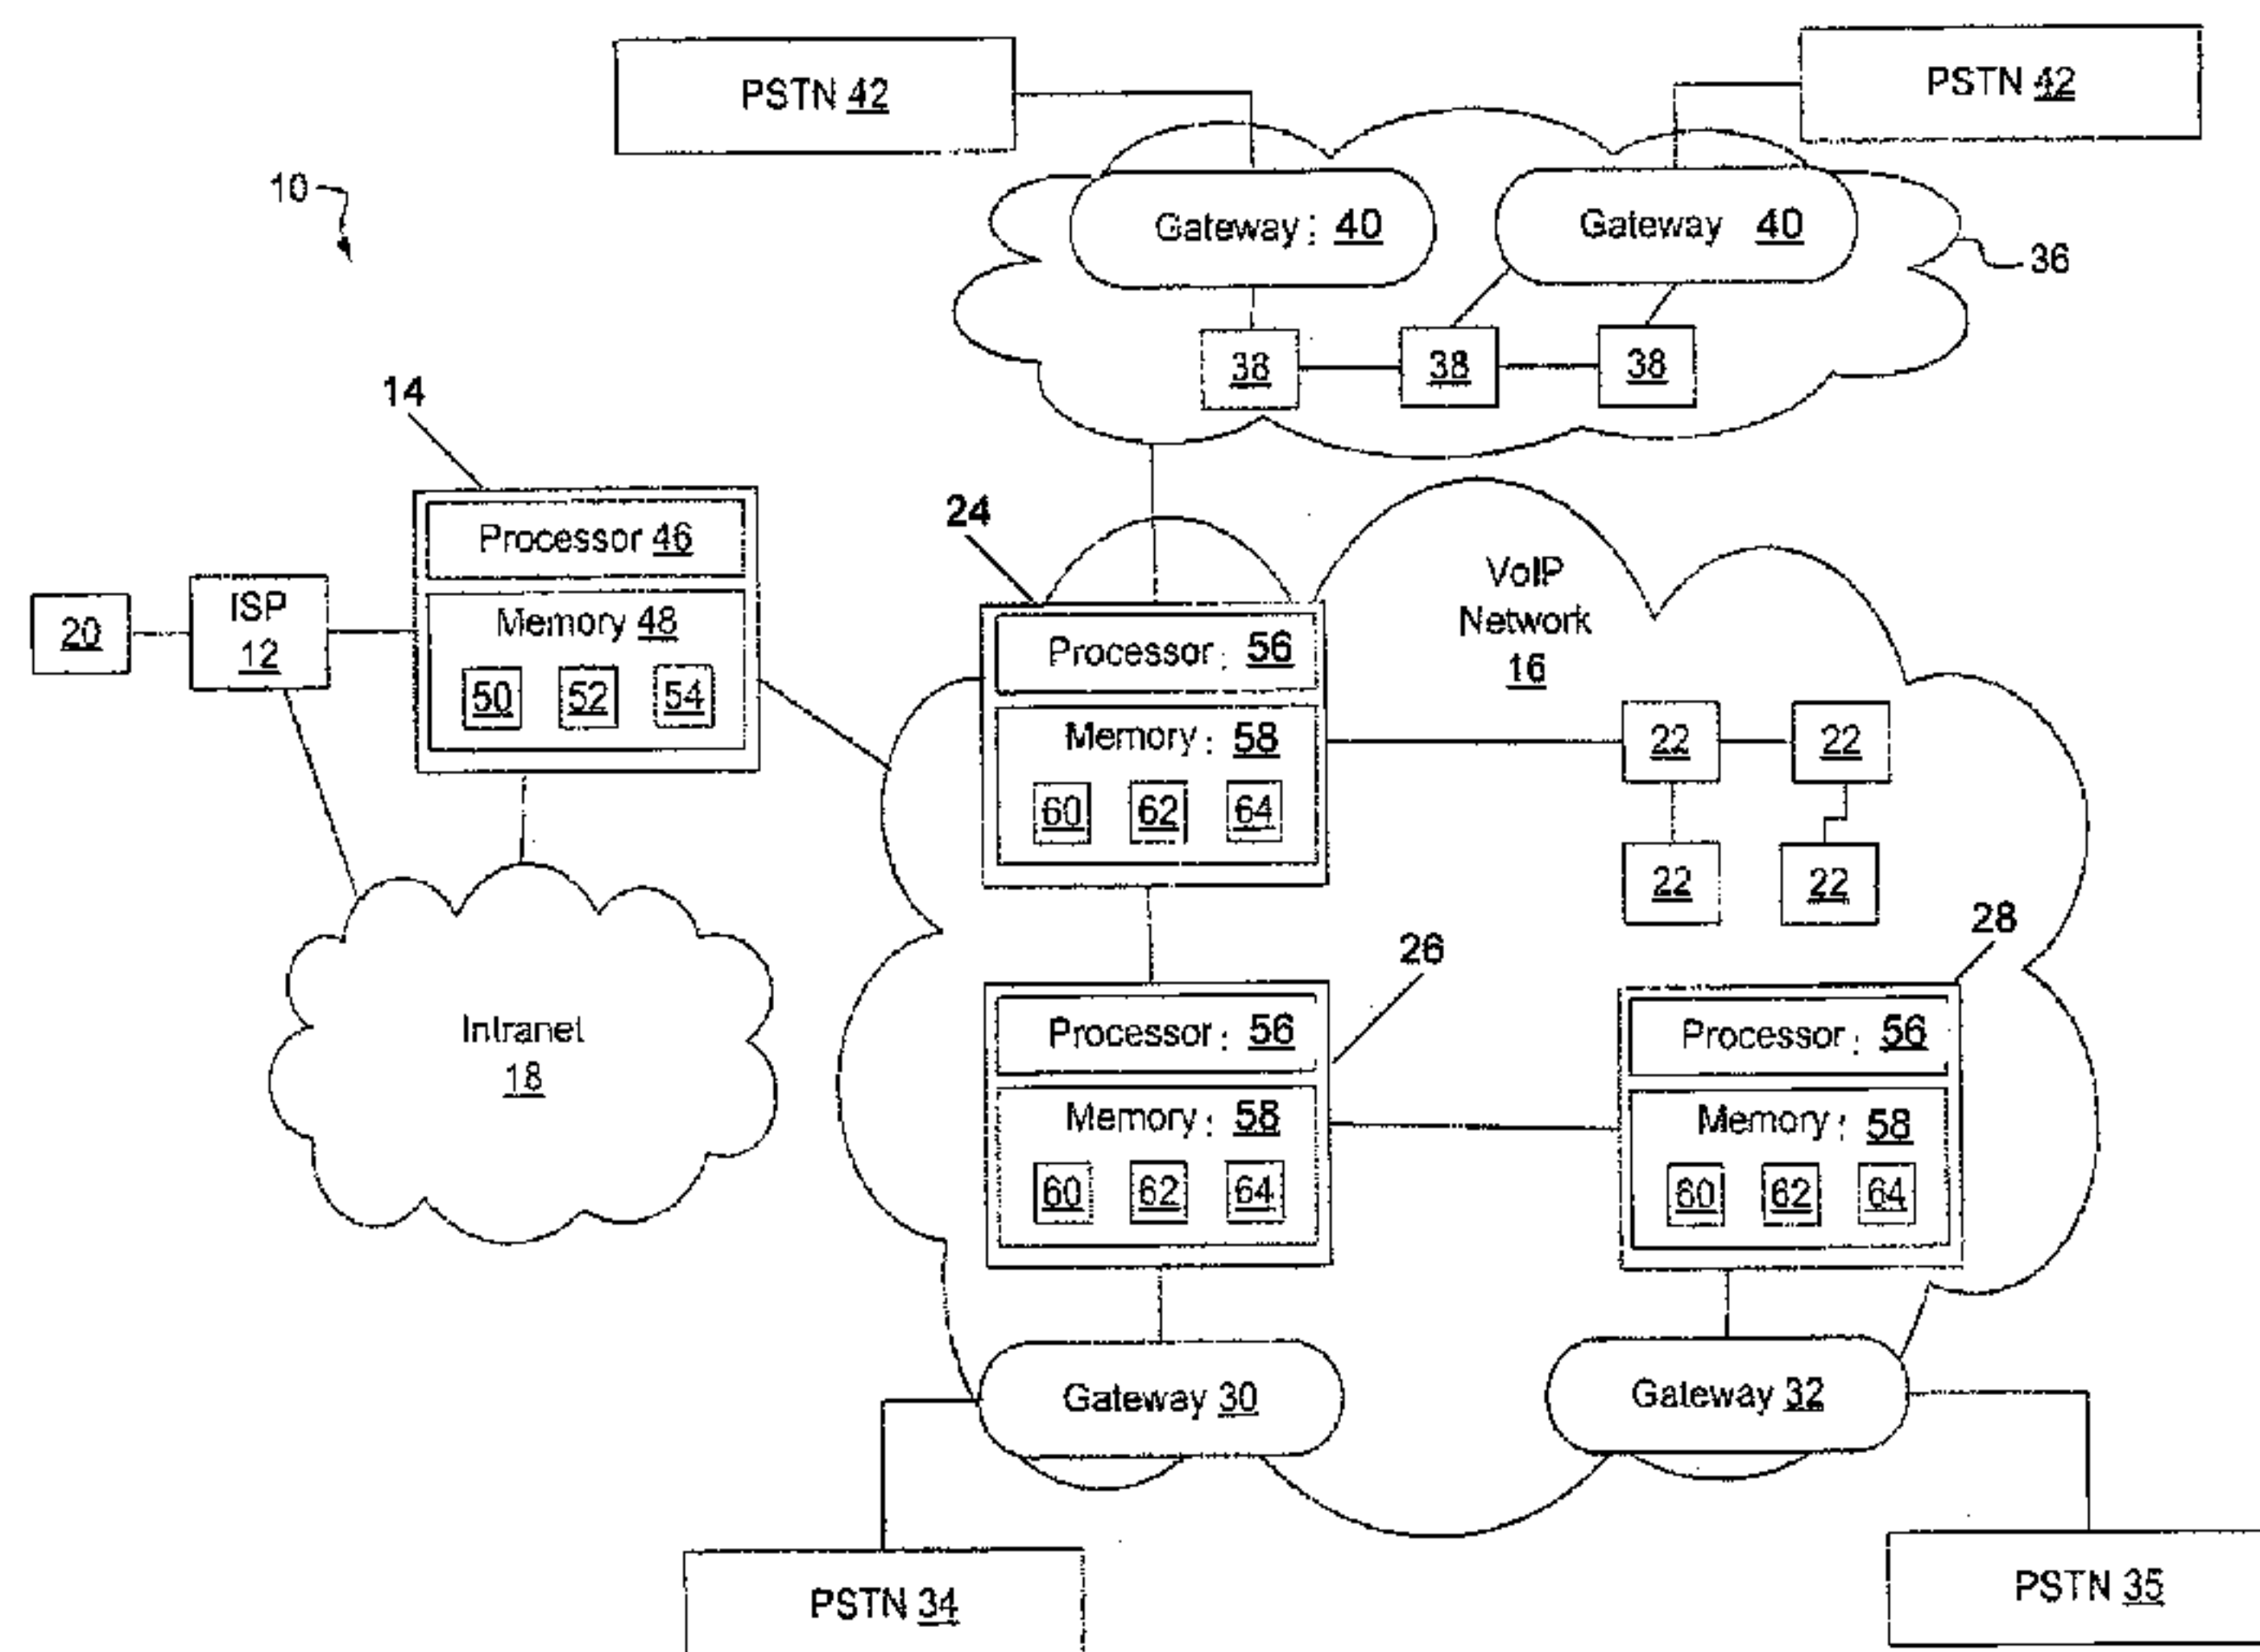 PSTN 42
PSTN 42
10
Gateway: 40
Gateway 40
36
38
38
38
14
Processor 46
Memory 48
50 52 54
ISP
12
20
24
Processor: 56
Memory: 58
60 62 64
VoIP
Network
16
22
22
22
22
Intranet
18
26
Processor: 56
Memory: 58
60 62 64
28
Processor: 56
Memory: 58
60 62 64
Gateway 30
Gateway 32
PSTN 34
PSTN 35